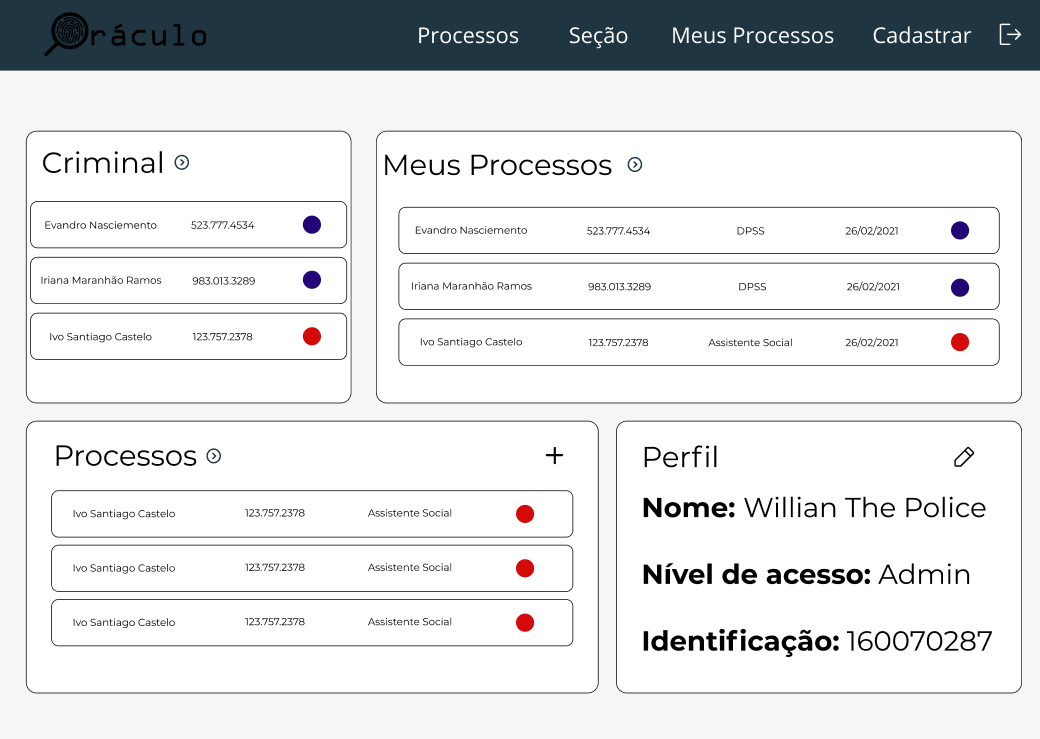 Oráculo
Processos Seção Meus Processos Cadastrar
Criminal
Evandro Nasciemento 523.777.4534
Iriana Maranhão Ramos 983.013.3289
Ivo Santiago Castelo 123.757.2378
Meus Processos
Evandro Nasciemento 523.777.4534 DPSS 26/02/2021
Iriana Maranhão Ramos 983.013.3289 DPSS 26/02/2021
Ivo Santiago Castelo 123.757.2378 Assistente Social 26/02/2021
Processos
Ivo Santiago Castelo 123.757.2378 Assistente Social
Ivo Santiago Castelo 123.757.2378 Assistente Social
Ivo Santiago Castelo 123.757.2378 Assistente Social
Perfil
Nome: Willian The Police
Nível de acesso: Admin
Identificação: 160070287